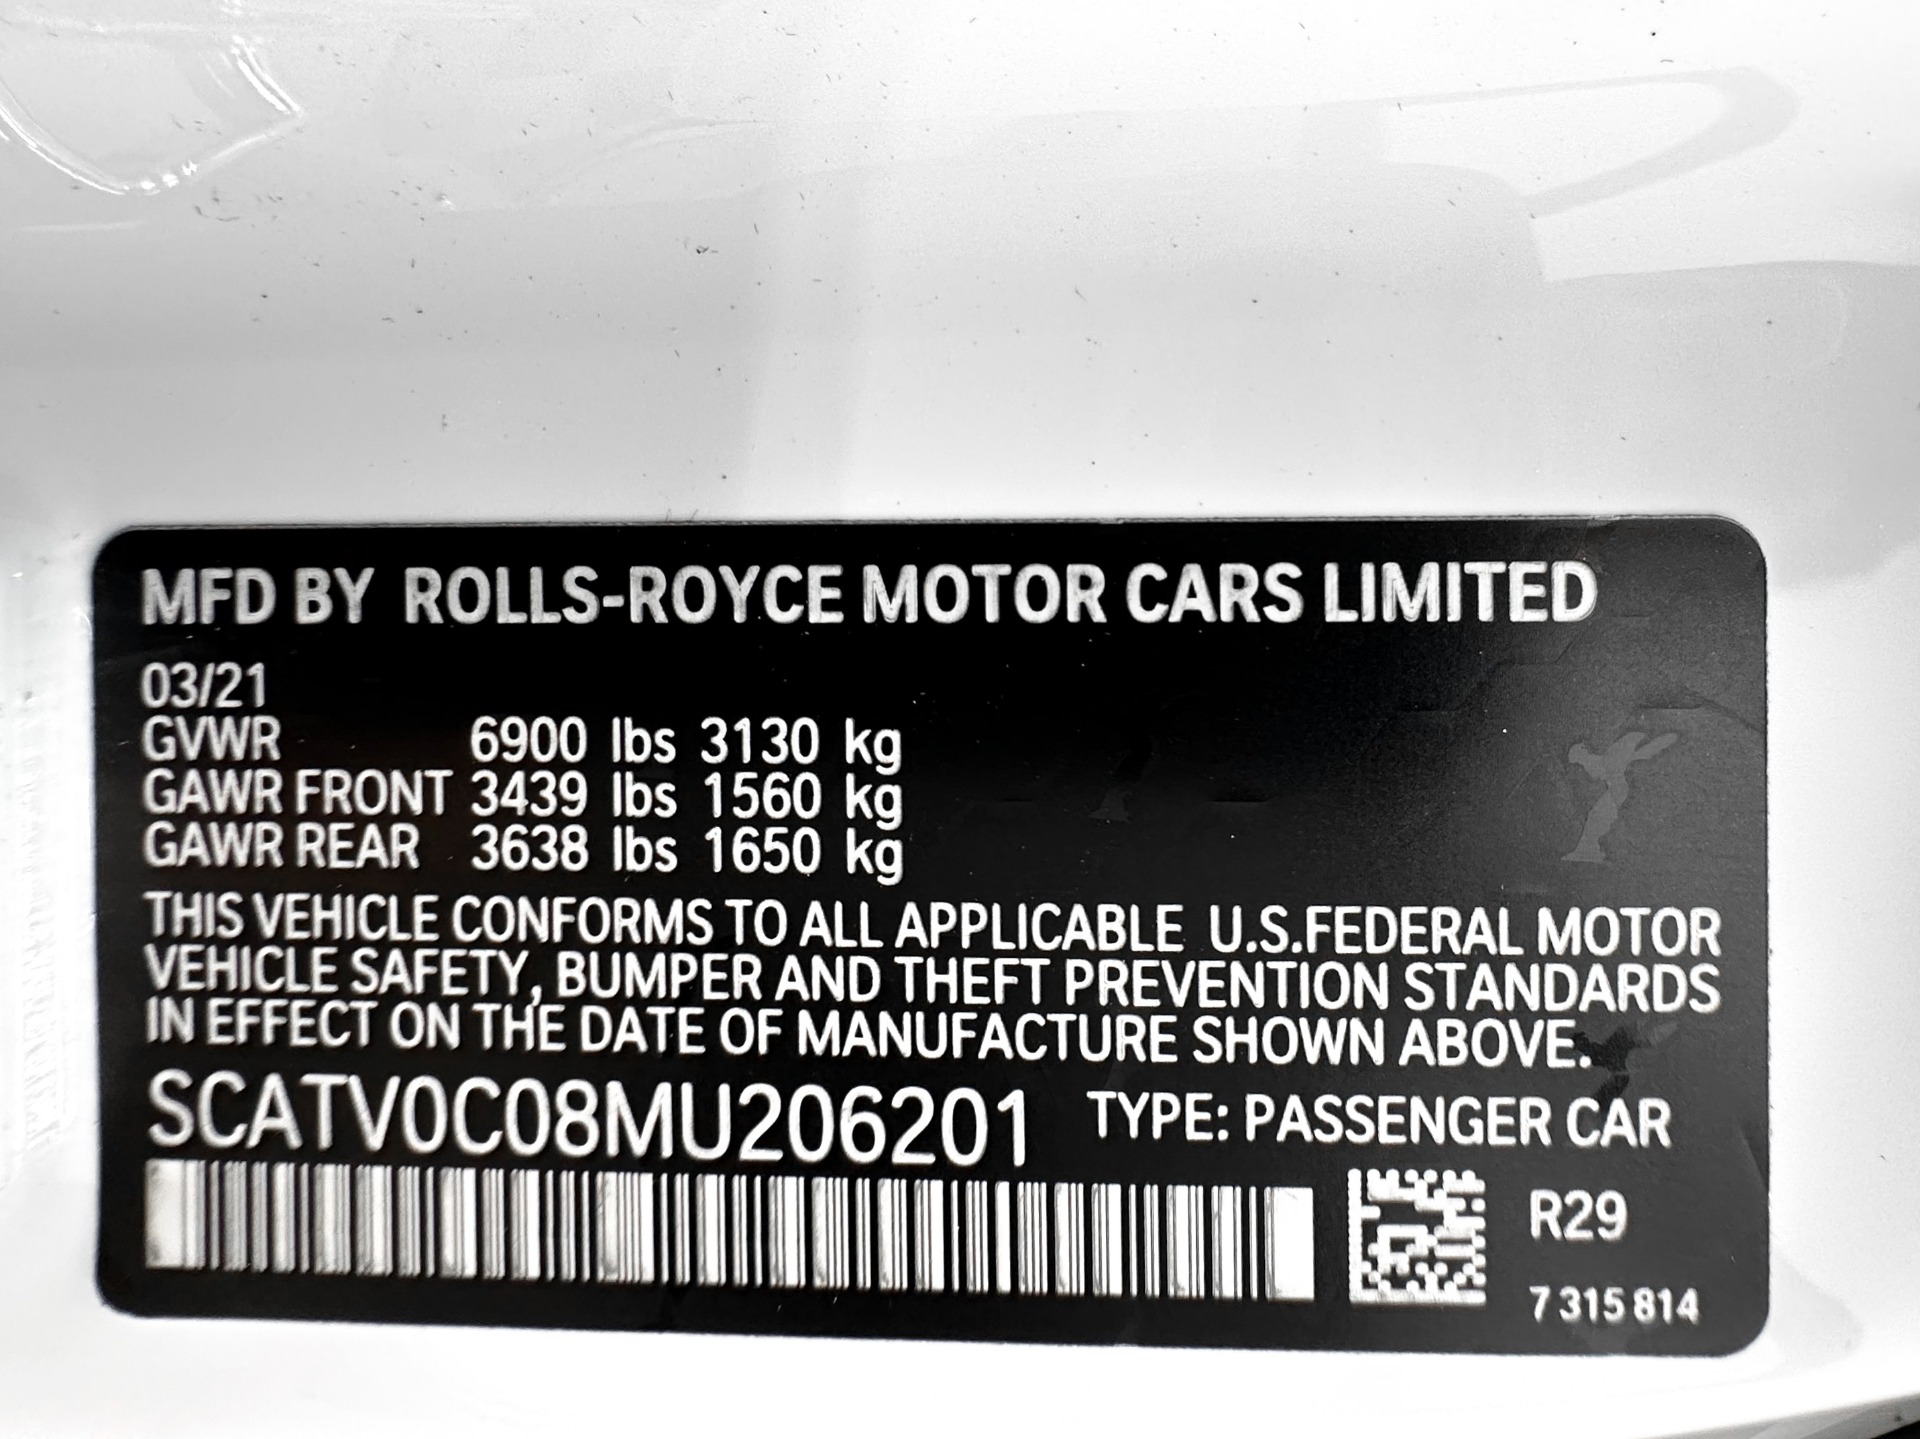 MFD BY ROLLS-ROYCE MOTOR CARS LIMITED
03/21
GVWR 6900 lbs 3130 kg
GAWR FRONT 3439 lbs 1560 kg
GAWR REAR 3638 lbs 1650 kg
THIS VEHICLE CONFORMS TO ALL APPLICABLE U.S.FEDERAL MOTOR
VEHICLE SAFETY, BUMPER AND THEFT PREVENTION STANDARDS
IN EFFECT ON THE DATE OF MANUFACTURE SHOWN ABOVE.
SCATV0C08MU206201 TYPE: PASSENGER CAR
R29
7 315 814